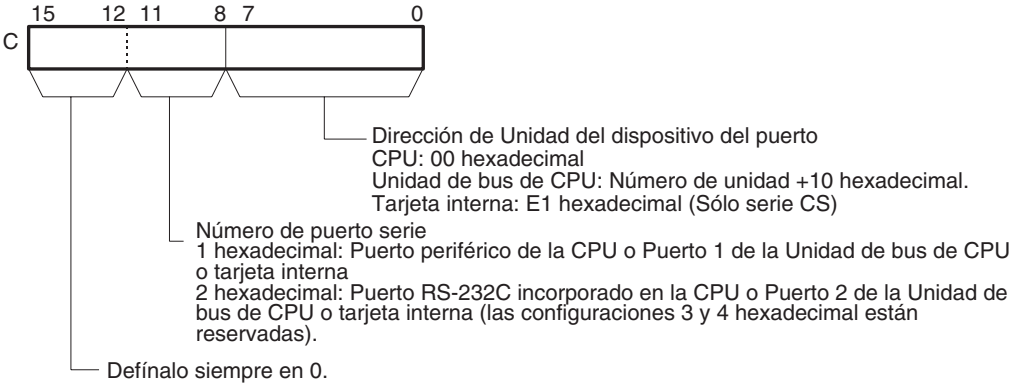 15 12 11 8 7 0
C
Dirección de Unidad del dispositivo del puerto
CPU: 00 hexadecimal
Unidad de bus de CPU: Número de unidad +10 hexadecimal.
Tarjeta interna: E1 hexadecimal (Sólo serie CS)
Número de puerto serie
1 hexadecimal: Puerto periférico de la CPU o Puerto 1 de la Unidad de bus de CPU
o tarjeta interna
2 hexadecimal: Puerto RS-232C incorporado en la CPU o Puerto 2 de la Unidad de
bus de CPU o tarjeta interna (las configuraciones 3 y 4 hexadecimal están
reservadas).
Defínalo siempre en 0.